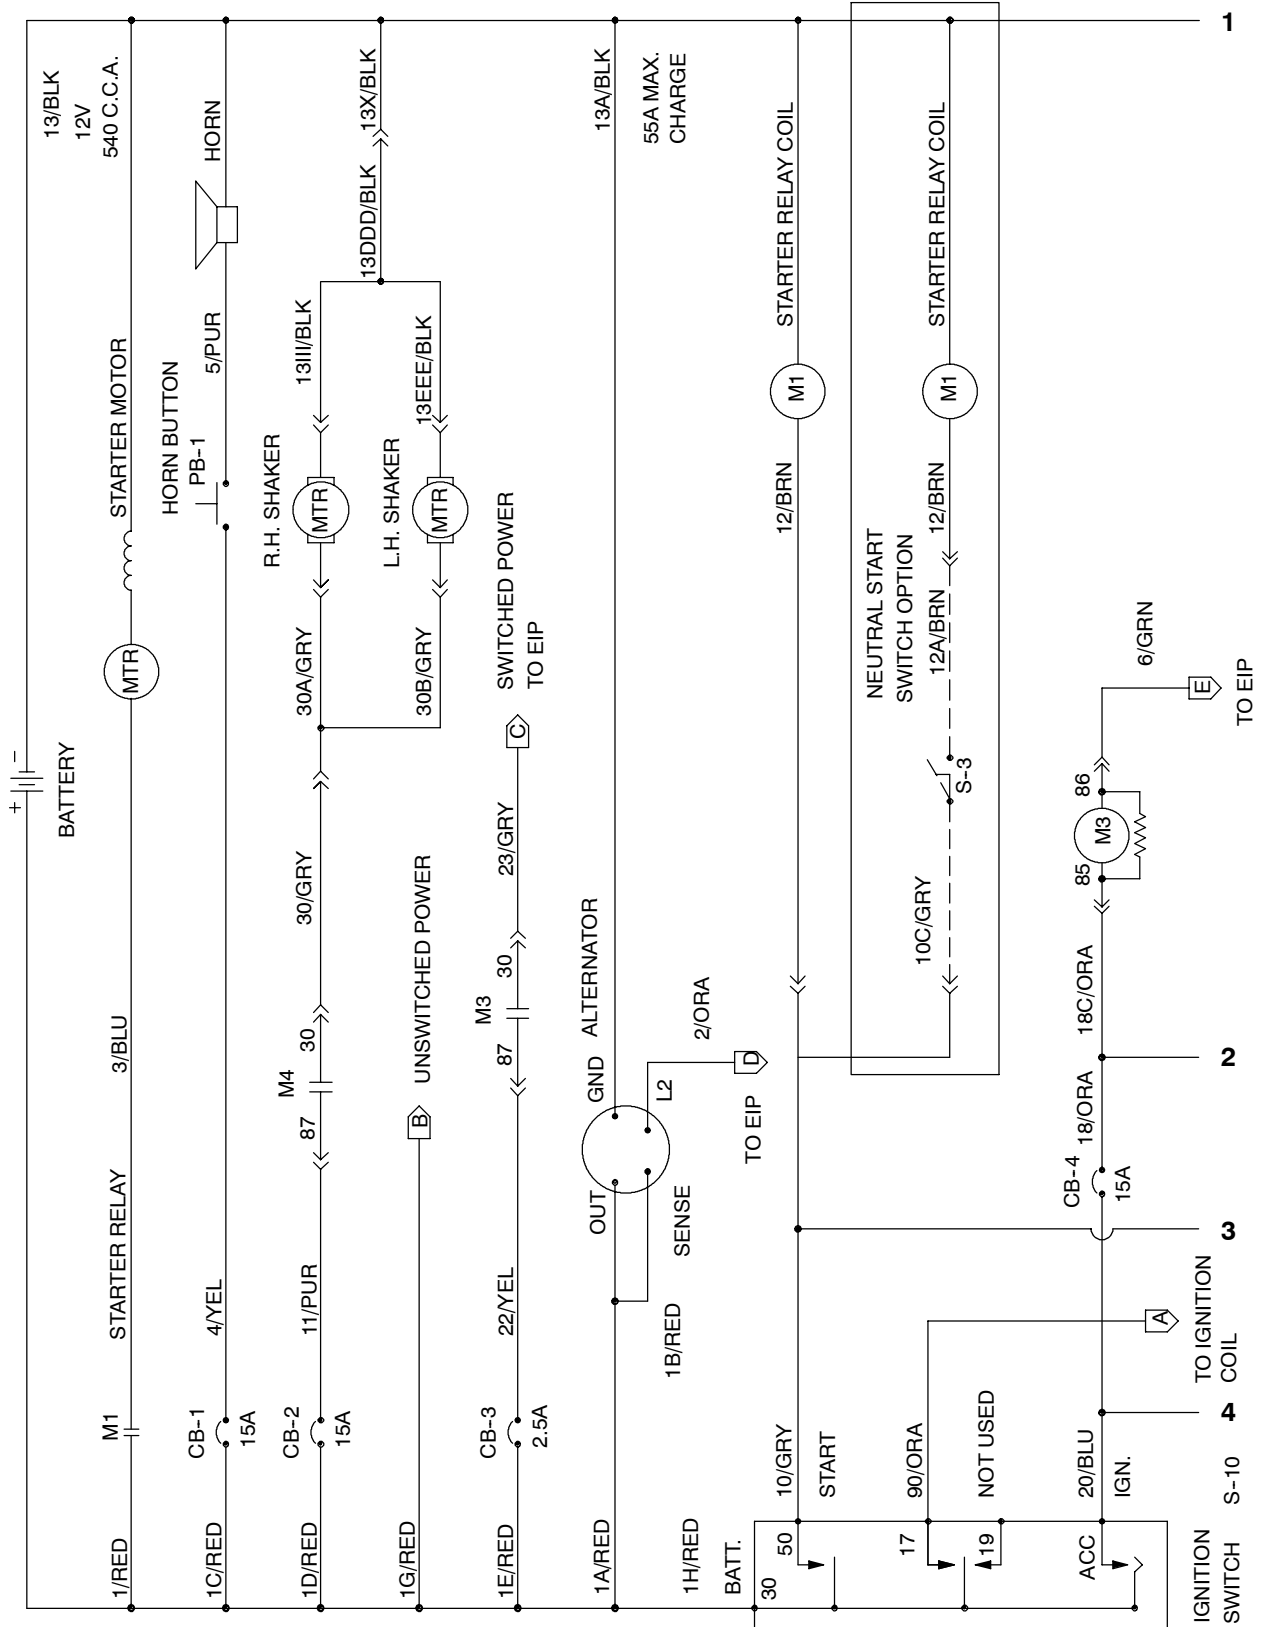 13/BLK
12V
540 C.C.A.
BATTERY
+
-
1/RED
M1
STARTER RELAY
3/BLU
MTR
STARTER MOTOR
1C/RED
CB-1
15A
4/YEL
HORN BUTTON
PB-1
5/PUR
HORN
1D/RED
CB-2
15A
11/PUR
87
M4
30
30/GRY
30A/GRY
30B/GRY
R.H. SHAKER
MTR
L.H. SHAKER
MTR
13III/BLK
13EEE/BLK
13DDD/BLK
13X/BLK
1G/RED
B
UNSWITCHED POWER
1E/RED
CB-3
2.5A
22/YEL
87
M3
30
23/GRY
C
SWITCHED POWER
TO EIP
1A/RED
1B/RED
OUT
SENSE
GND
L2
ALTERNATOR
2/ORA
D
TO EIP
13A/BLK
55A MAX.
CHARGE
1H/RED
BATT.
30
50
10/GRY
START
12/BRN
M1
STARTER RELAY COIL
10C/GRY
S-3
NEUTRAL START
SWITCH OPTION
12A/BRN
12/BRN
M1
STARTER RELAY COIL
17
90/ORA
19
NOT USED
A
TO IGNITION
COIL
ACC
20/BLU
IGN.
CB-4
15A
18/ORA
18C/ORA
85
M3
86
6/GRN
E
TO EIP
IGNITION
SWITCH
S-10
1
2
3
4